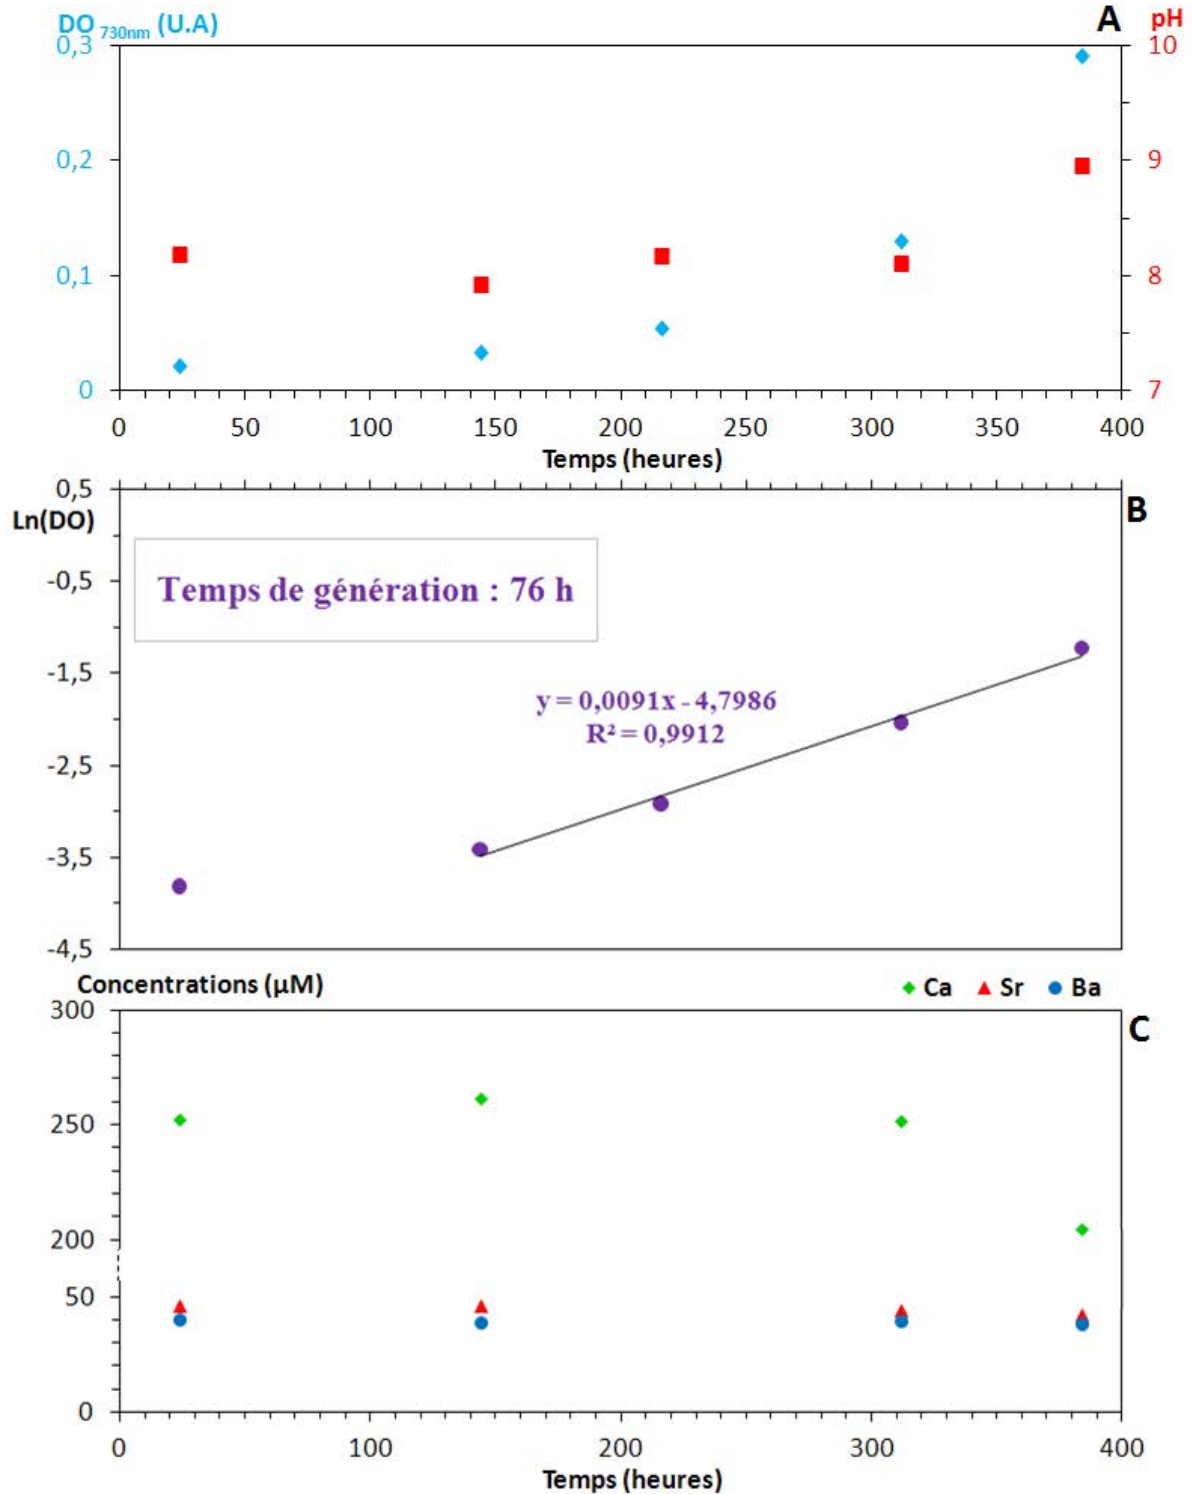 DO 730nm (U.A)
A
pH
0,3
10
0,2
9
0,1
8
0
7
0 50 100 150 200 250 300 350 400
Temps (heures)
0,5
B
Ln(DO)
-0,5
Temps de génération : 76 h
-1,5
y = 0,0091x - 4,7986
R² = 0,9912
-2,5
-3,5
-4,5
Concentrations (µM)
Ca Sr Ba
300
C
250
200
50
0
0 100 200 300 400
Temps (heures)